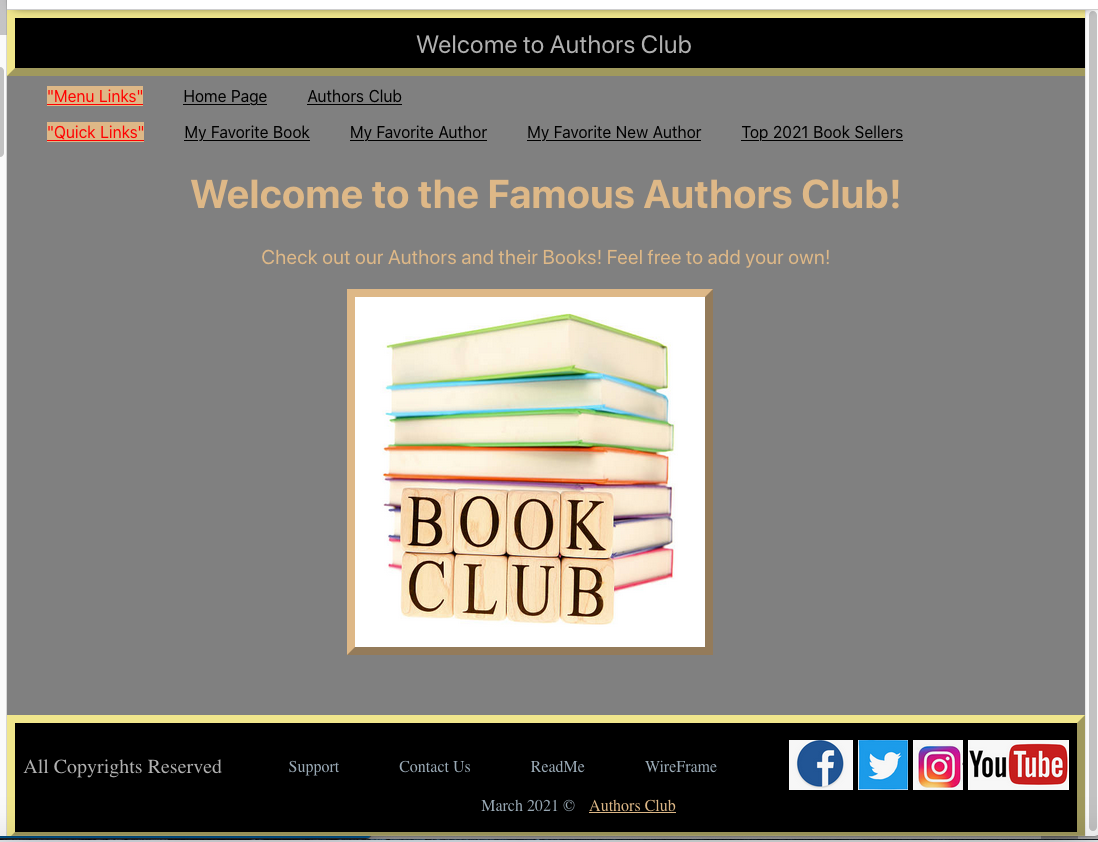 Welcome to Authors Club
"Menu Links" Home Page Authors Club
"Quick Links" My Favorite Book My Favorite Author My Favorite New Author Top 2021 Book Sellers
Welcome to the Famous Authors Club!
Check out our Authors and their Books! Feel free to add your own!
BOOK
CLUB
All Copyrights Reserved Support Contact Us ReadMe WireFrame YouTube
March 2021 © Authors Club